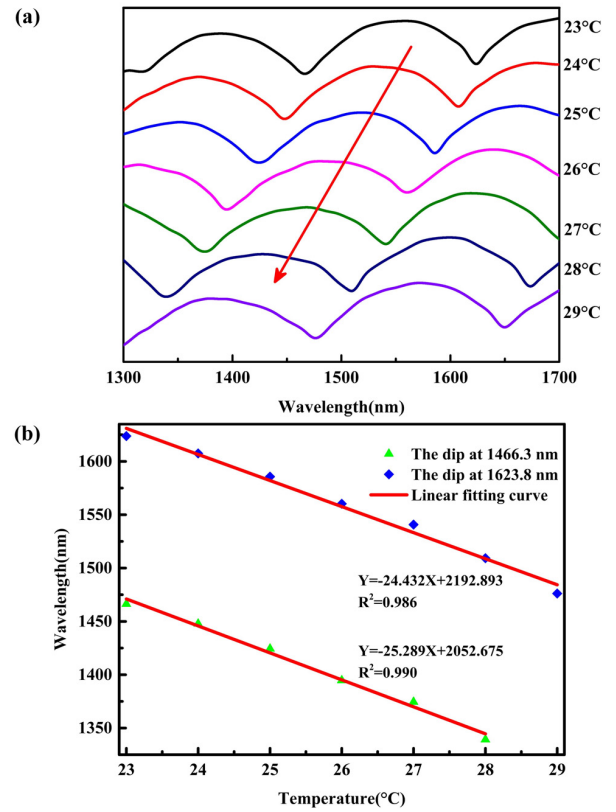 (a)
23°C
24°C
25°C
26°C
27°C
28°C
29°C
1300 1400 1500 1600 1700
Wavelength(nm)
(b)
The dip at 1466.3 nm
The dip at 1623.8 nm
Linear fitting curve
1600
1550
1500
1450
1400
1350
Wavelength(nm)
Y=-24.432X+2192.893
R²=0.986
Y=-25.289X+2052.675
R²=0.990
23 24 25 26 27 28 29
Temperature(°C)